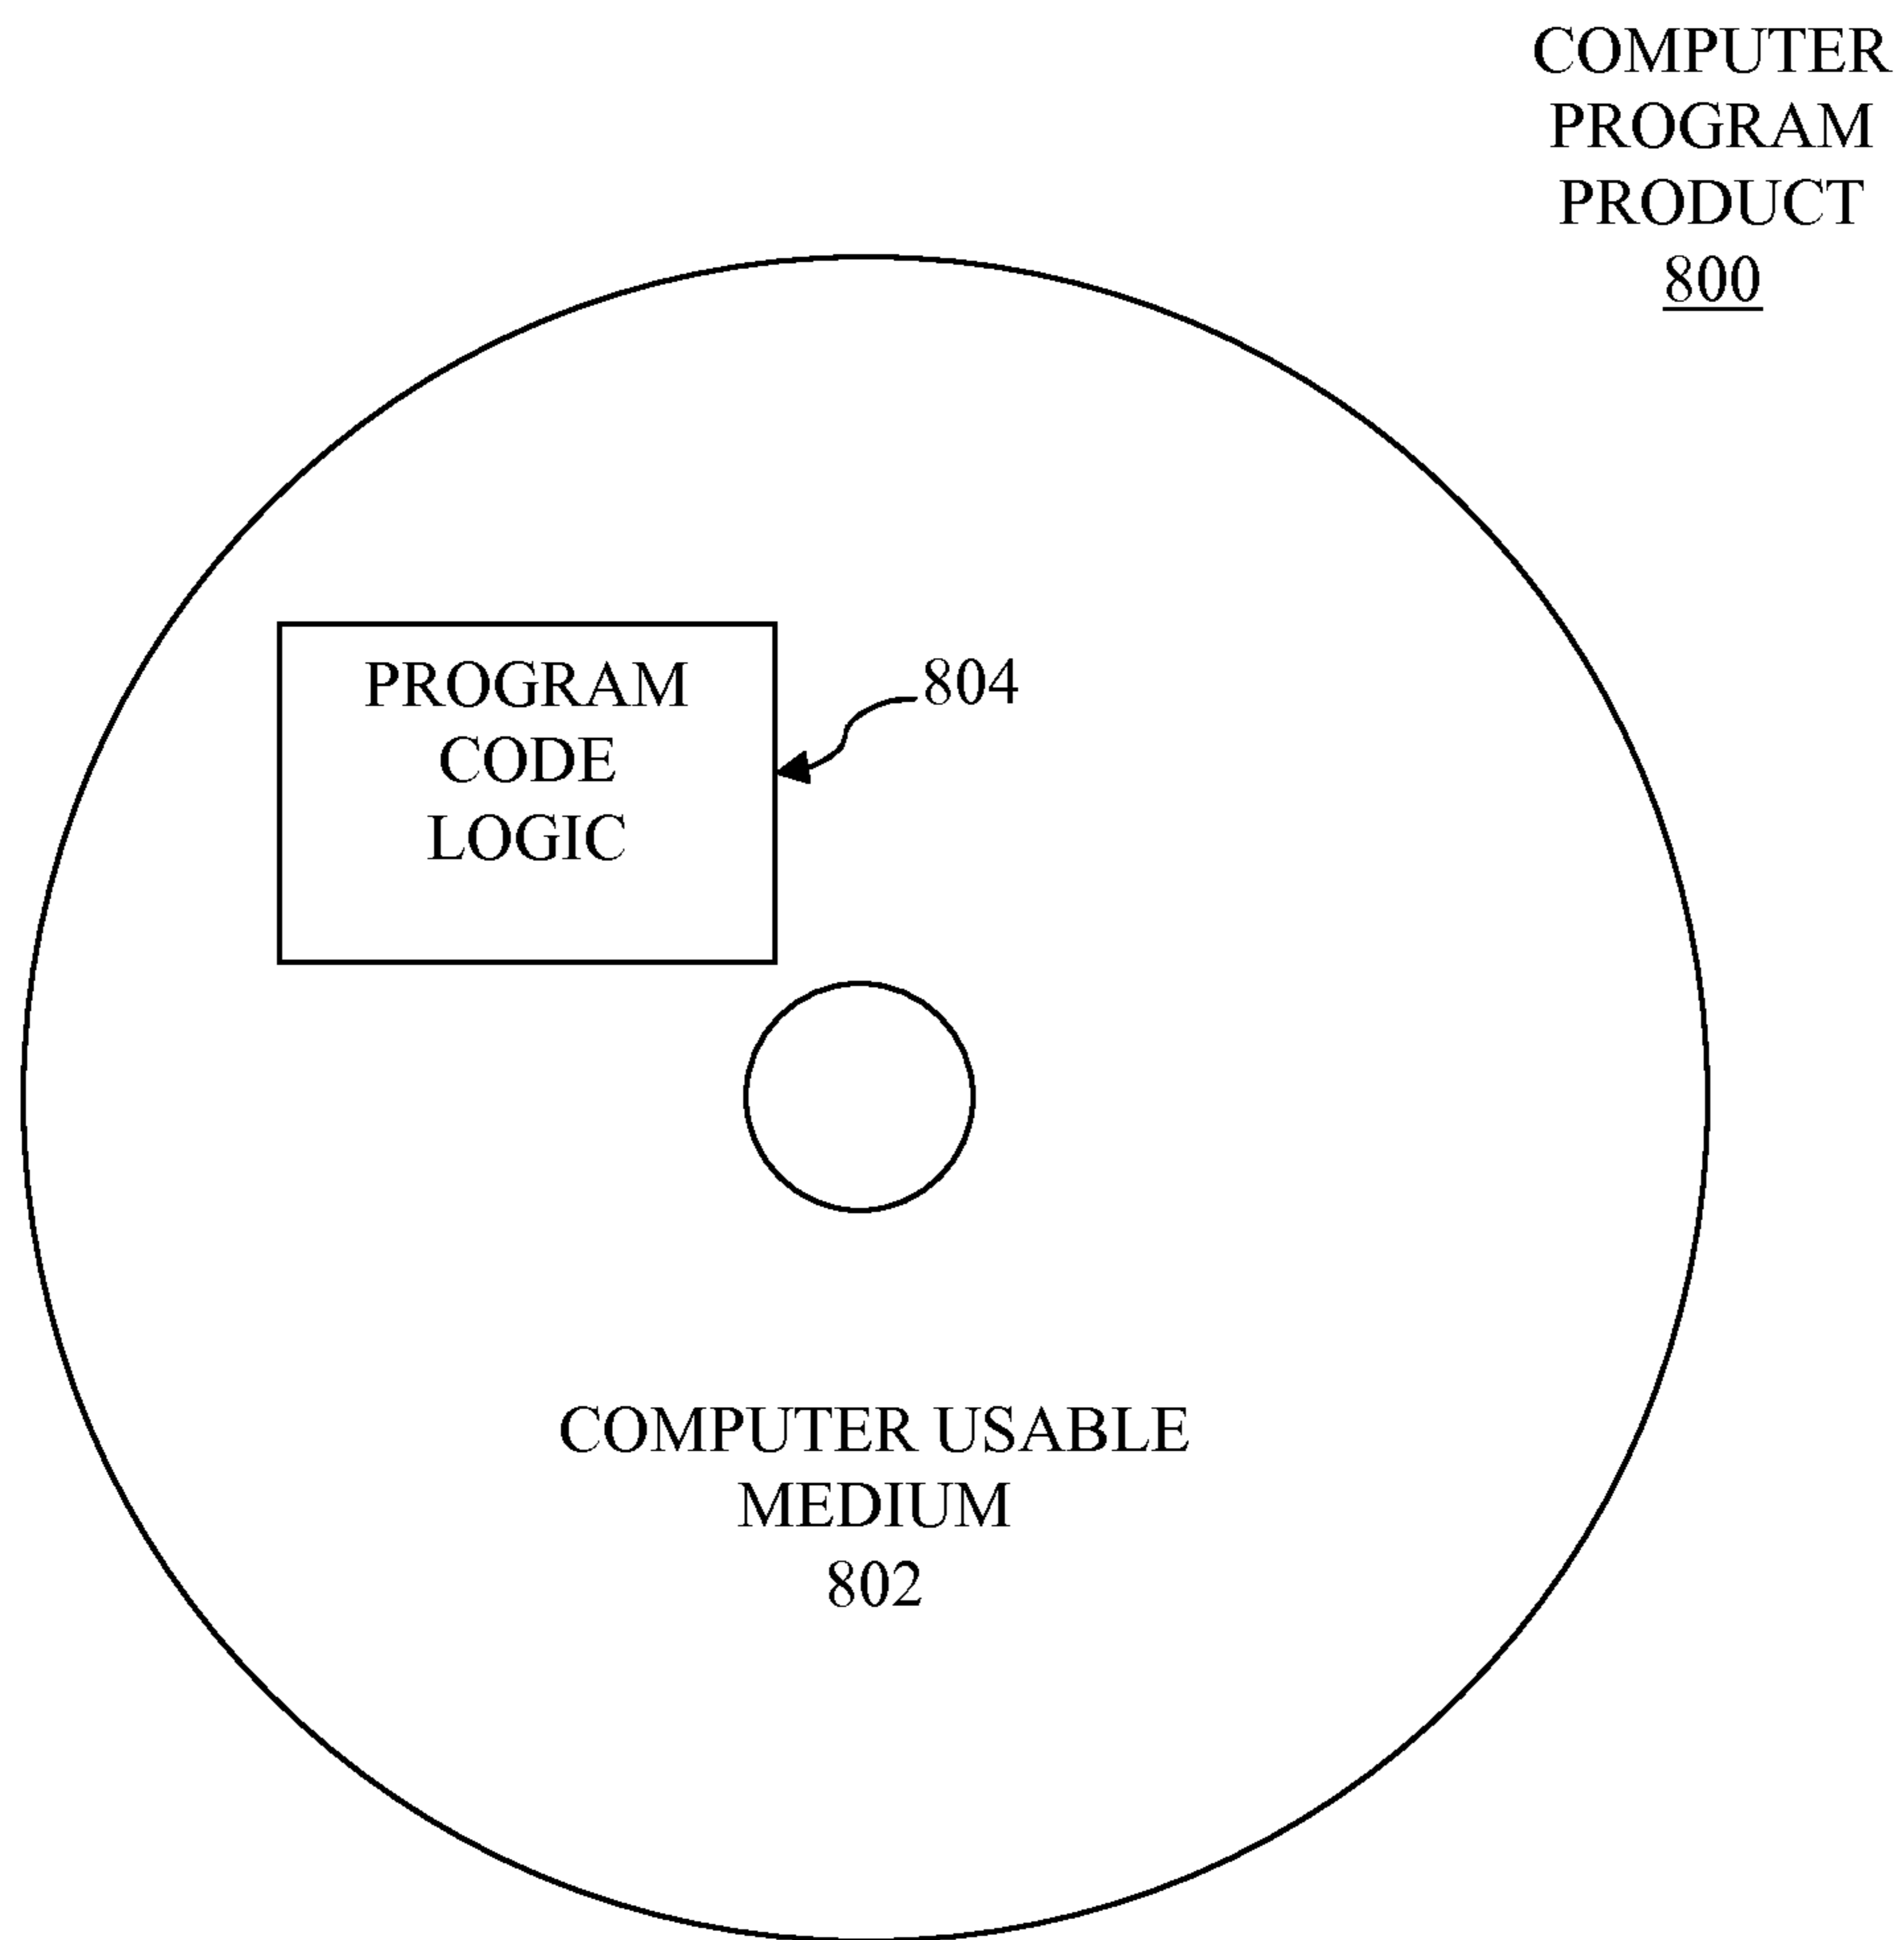 COMPUTER
PROGRAM
PRODUCT
800
PROGRAM
CODE
LOGIC
804
COMPUTER USABLE
MEDIUM
802